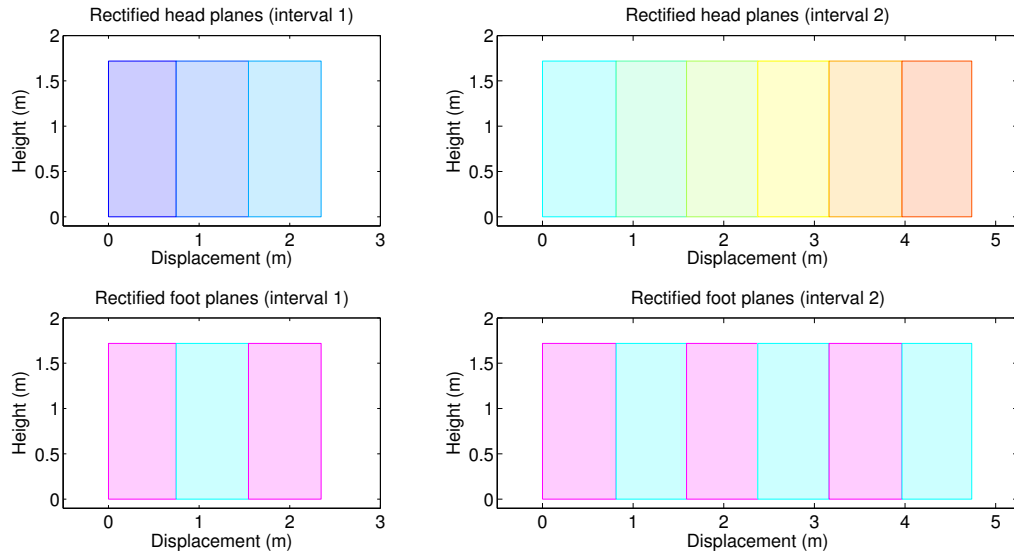 Rectified head planes (interval 1)
2
1.5
1
0.5
0
Height (m)
0 1 2 3
Displacement (m)
Rectified head planes (interval 2)
2
1.5
1
0.5
0
Height (m)
0 1 2 3 4 5
Displacement (m)
Rectified foot planes (interval 1)
2
1.5
1
0.5
0
Height (m)
0 1 2 3
Displacement (m)
Rectified foot planes (interval 2)
2
1.5
1
0.5
0
Height (m)
0 1 2 3 4 5
Displacement (m)